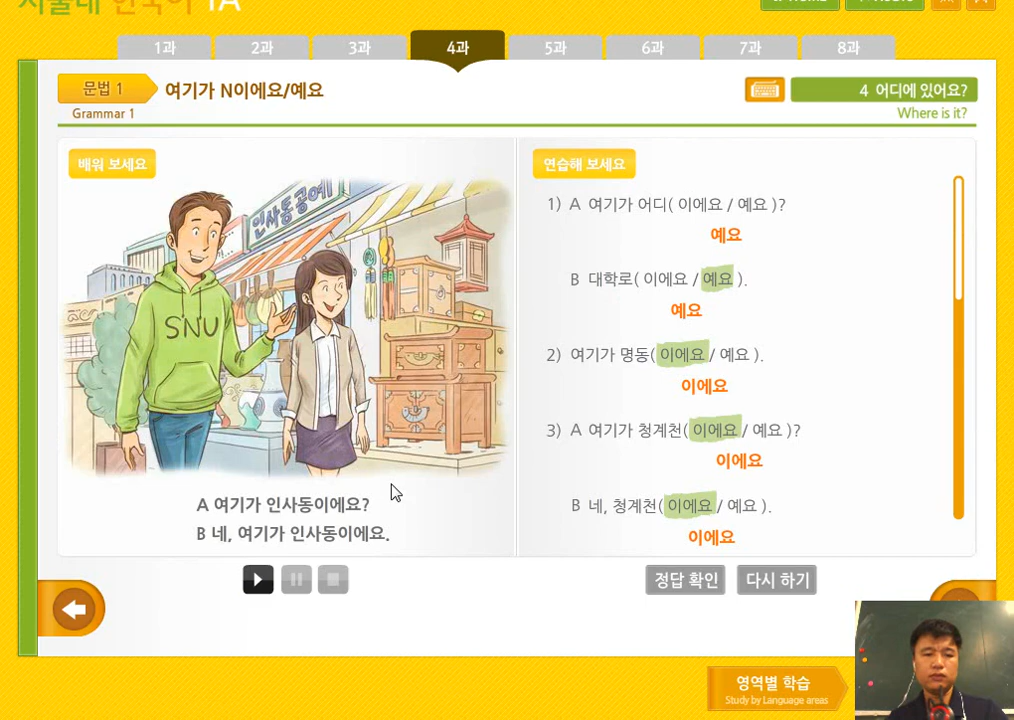 서울대 한국어 1A
1과
2과
3과
4과
5과
6과
7과
8과
문법 1
여기가 N이에요/예요
4 어디에 있어요?
Grammar 1
Where is it?
배워 보세요
연습해 보세요
인사동공예
SNU
1) A 여기가 어디( 이에요 / 예요 )?
예요
B 대학로( 이에요 / 예요 ).
예요
2) 여기가 명동( 이에요 / 예요 ).
이에요
3) A 여기가 청계천( 이에요 / 예요 )?
이에요
B 네, 청계천( 이에요 / 예요 ).
이에요
A 여기가 인사동이에요?
B 네, 여기가 인사동이에요.
정답 확인
다시 하기
영역별 학습
Study by Language areas